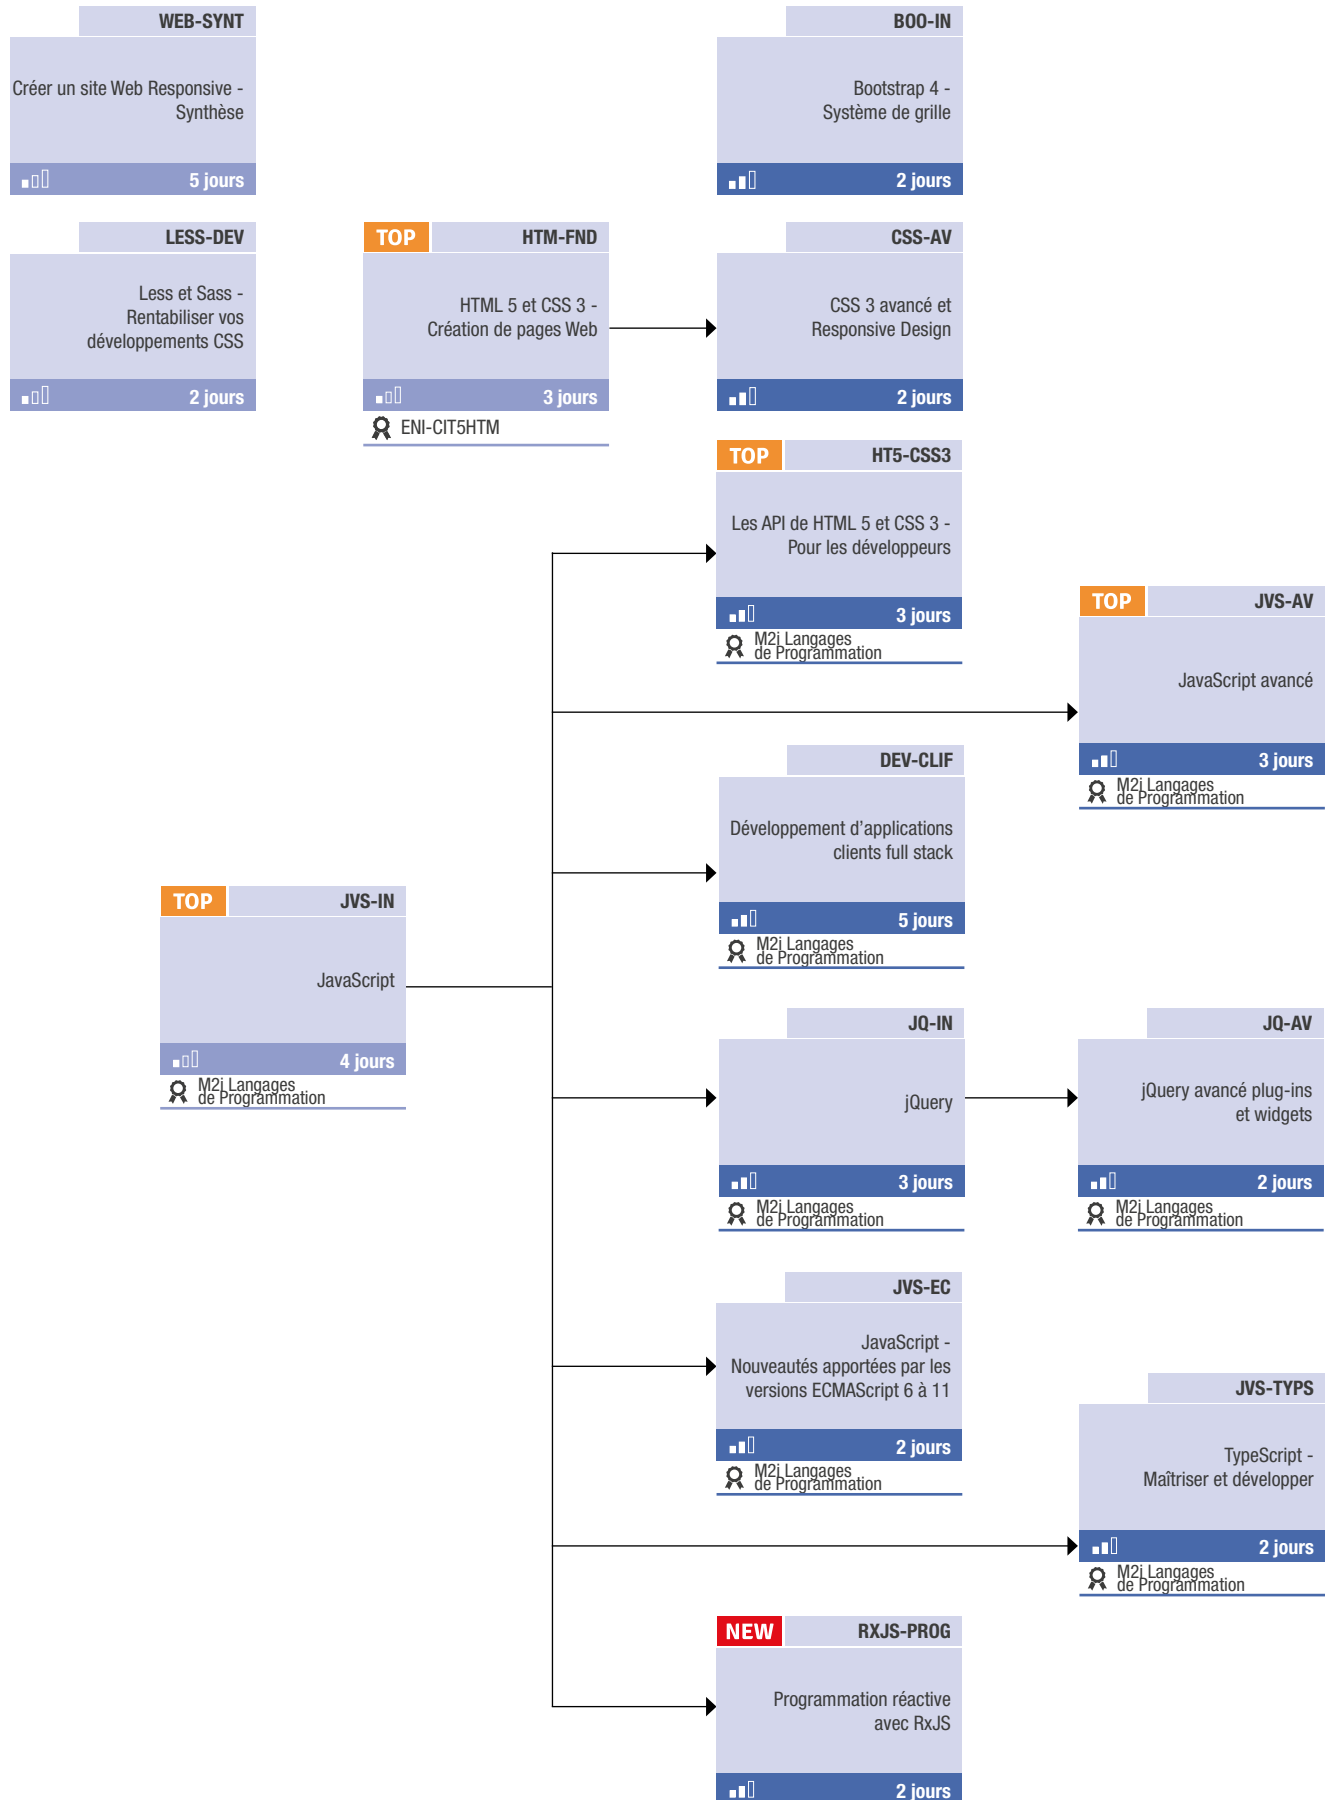 WEB-SYNT
Créer un site Web Responsive -
Synthèse
5 jours
BOO-IN
Bootstrap 4 -
Système de grille
2 jours
LESS-DEV
Less et Sass -
Rentabiliser vos
développements CSS
2 jours
TOP HTM-FND
HTML 5 et CSS 3 -
Création de pages Web
3 jours
ENI-CIT5HTM
CSS-AV
CSS 3 avancé et
Responsive Design
2 jours
TOP HT5-CSS3
Les API de HTML 5 et CSS 3 -
Pour les développeurs
3 jours
M2i Langages
de Programmation
TOP JVS-AV
JavaScript avancé
3 jours
M2i Langages
de Programmation
DEV-CLIF
Développement d’applications
clients full stack
5 jours
M2i Langages
de Programmation
TOP JVS-IN
JavaScript
4 jours
M2i Langages
de Programmation
JQ-IN
jQuery
3 jours
M2i Langages
de Programmation
JQ-AV
jQuery avancé plug-ins
et widgets
2 jours
M2i Langages
de Programmation
JVS-EC
JavaScript -
Nouveautés apportées par les
versions ECMAScript 6 à 11
2 jours
M2i Langages
de Programmation
JVS-TYPS
TypeScript -
Maîtriser et développer
2 jours
M2i Langages
de Programmation
NEW RXJS-PROG
Programmation réactive
avec RxJS
2 jours